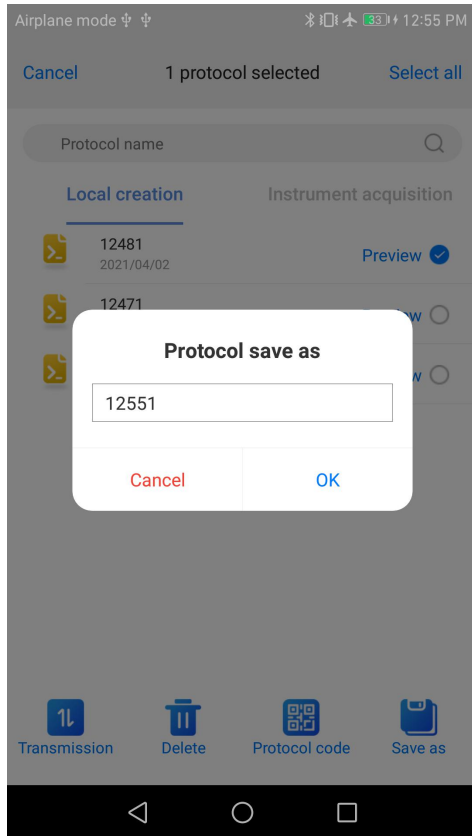 Airplane mode 33 12:55 PM
Cancel 1 protocol selected Select all
Protocol name
Local creation Instrument acquisition
12481
2021/04/02
Preview
12471
Protocol save as
12551
Cancel OK
Transmission Delete Protocol code Save as